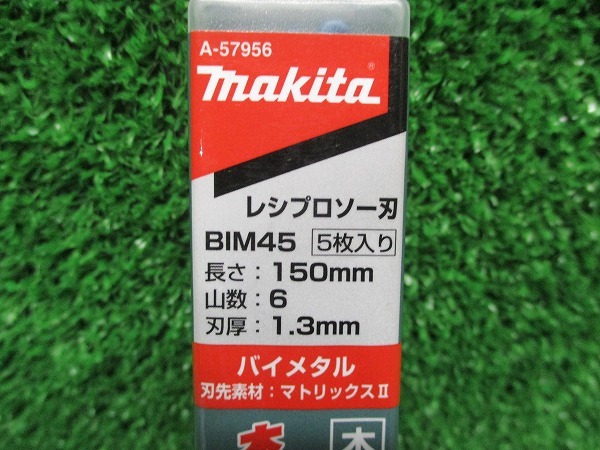 A-57956
makita®
レシプロソー刃
BIM45 5枚入り
長さ：150mm
山数：6
刃厚：1.3mm
バイメタル
刃先素材：マトリックスⅡ
木